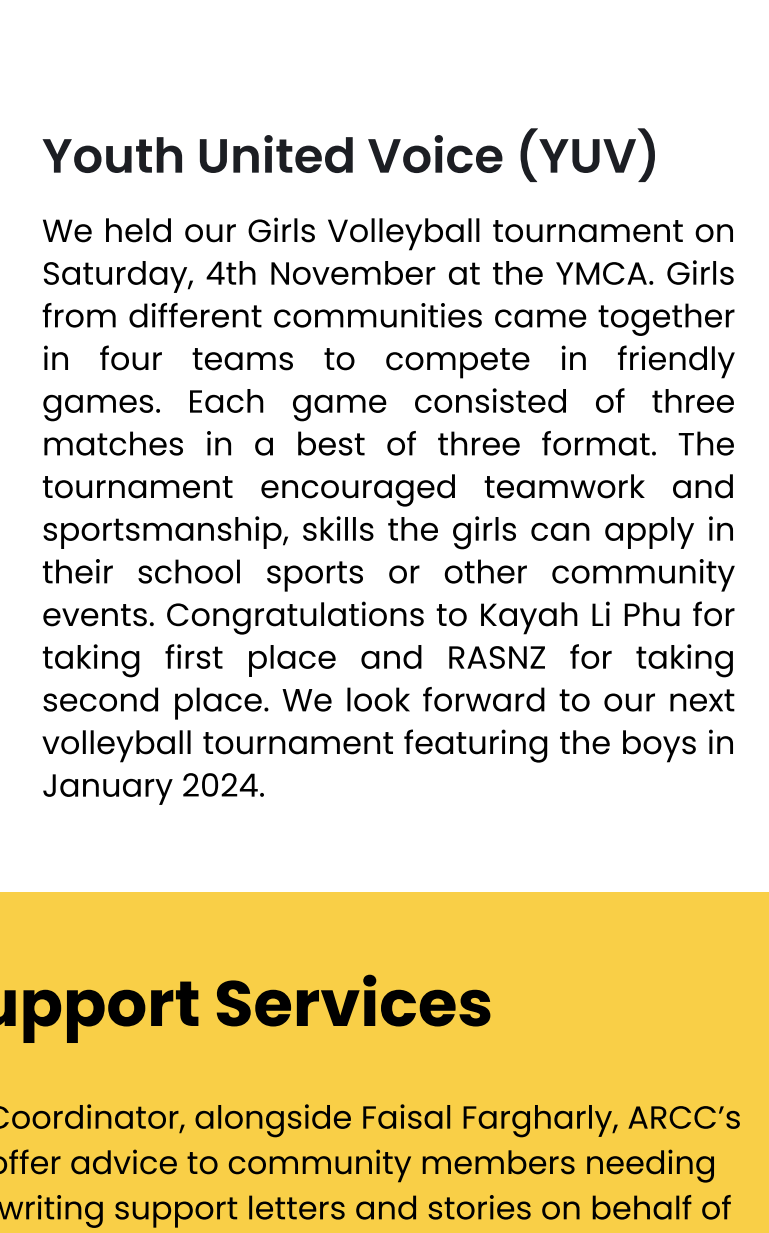 Youth United Voice (YUV)
We held our Girls Volleyball tournament on
Saturday, 4th November at the YMCA. Girls
from different communities came together
in four teams to compete in friendly
games. Each game consisted of three
matches in a best of three format. The
tournament encouraged teamwork and
sportsmanship, skills the girls can apply in
their school sports or other community
events. Congratulations to Kayah Li Phu for
taking first place and RASNZ for taking
second place. We look forward to our next
volleyball tournament featuring the boys in
January 2024.
upport Services
Coordinator, alongside Faisal Fargharly, ARCC’s
offer advice to community members needing
writing support letters and stories on behalf of